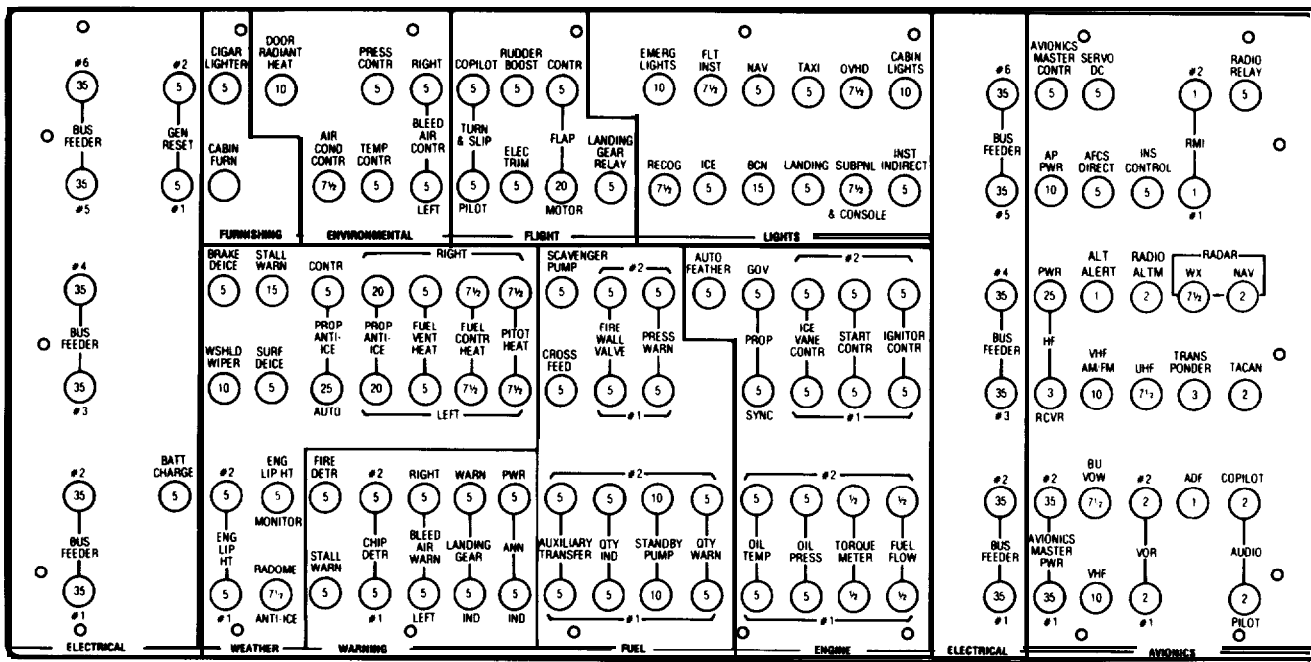 #6 #2 CIGAR LIGHTER DOOR RADIANT HEAT PRESS CONTR RIGHT COPILOT RUDDER BOOST CONTR EMERG LIGHTS FLT INST NAV TAXI OVHD CABIN LIGHTS #6 AVIONICS MASTER CONTR SERVO DC #2 RADIO RELAY
35 5 5 10 5 5 5 5 5 10 7½ 5 5 7½ 10 35 5 5 1 5
BUS FEEDER GEN RESET CABIN FURN AIR COND CONTR TEMP CONTR BLEED AIR CONTR TURN & SLIP ELEC TRIM FLAP LANDING GEAR RELAY RECOG ICE BCN LANDING SUBPNL INST INDIRECT BUS FEEDER AP PWR AFCS DIRECT INS CONTROL RMI
35 5 7½ 5 5 5 5 20 5 7½ 5 15 5 7½ 5 35 10 5 5 1
#5 #1 LEFT PILOT MOTOR & CONSOLE #5 #1
FURNISHING ENVIRONMENTAL FLIGHT LIGHTS
#4 BRAKE DEICE STALL WARN CONTR RIGHT SCAVENGER PUMP #2 AUTO FEATHER GOV #2 #4 PWR ALT ALERT RADIO ALTM RADAR WX NAV
35 5 15 5 20 5 7½ 7½ 5 5 5 5 5 5 5 5 35 25 1 2 7½ 2
BUS FEEDER WSHLD WIPER SURF DEICE PROP ANTI-ICE PROP ANTI-ICE FUEL VENT HEAT FUEL CONTR HEAT PITOT HEAT CROSS FEED FIRE WALL VALVE PRESS WARN PROP ICE VANE CONTR START CONTR IGNITOR CONTR BUS FEEDER HF VHF AM/FM UHF TRANS PONDER TACAN
35 10 5 25 20 5 7½ 7½ 5 5 5 5 5 5 5 35 3 10 7½ 3 2
#3 AUTO LEFT #1 SYNC #1 #3 RCVR
#2 BATT CHARGE #2 ENG LIP HT FIRE DETR #2 RIGHT WARN PWR #2 #2 #2 #2 BU VOW #2 ADF COPILOT
35 5 5 5 5 5 5 5 5 5 5 10 5 5 5 ½ ½ 35 35 7½ 2 1 2
BUS FEEDER ENG LIP HT MONITOR RADOME STALL WARN CHIP DETR BLEED AIR WARN LANDING GEAR ANN AUXILIARY TRANSFER QTY IND STANDBY PUMP QTY WARN OIL TEMP OIL PRESS TORQUE METER FUEL FLOW BUS FEEDER AVIONICS MASTER PWR VHF VOR AUDIO
35 5 7½ 5 5 5 5 5 5 5 10 5 5 5 ½ ½ 35 35 10 2 2
#1 #1 ANTI-ICE #1 LEFT IND IND #1 #1 #1 #1 #1 PILOT
ELECTRICAL WEATHER WARNING FUEL ENGINE ELECTRICAL AVIONICS